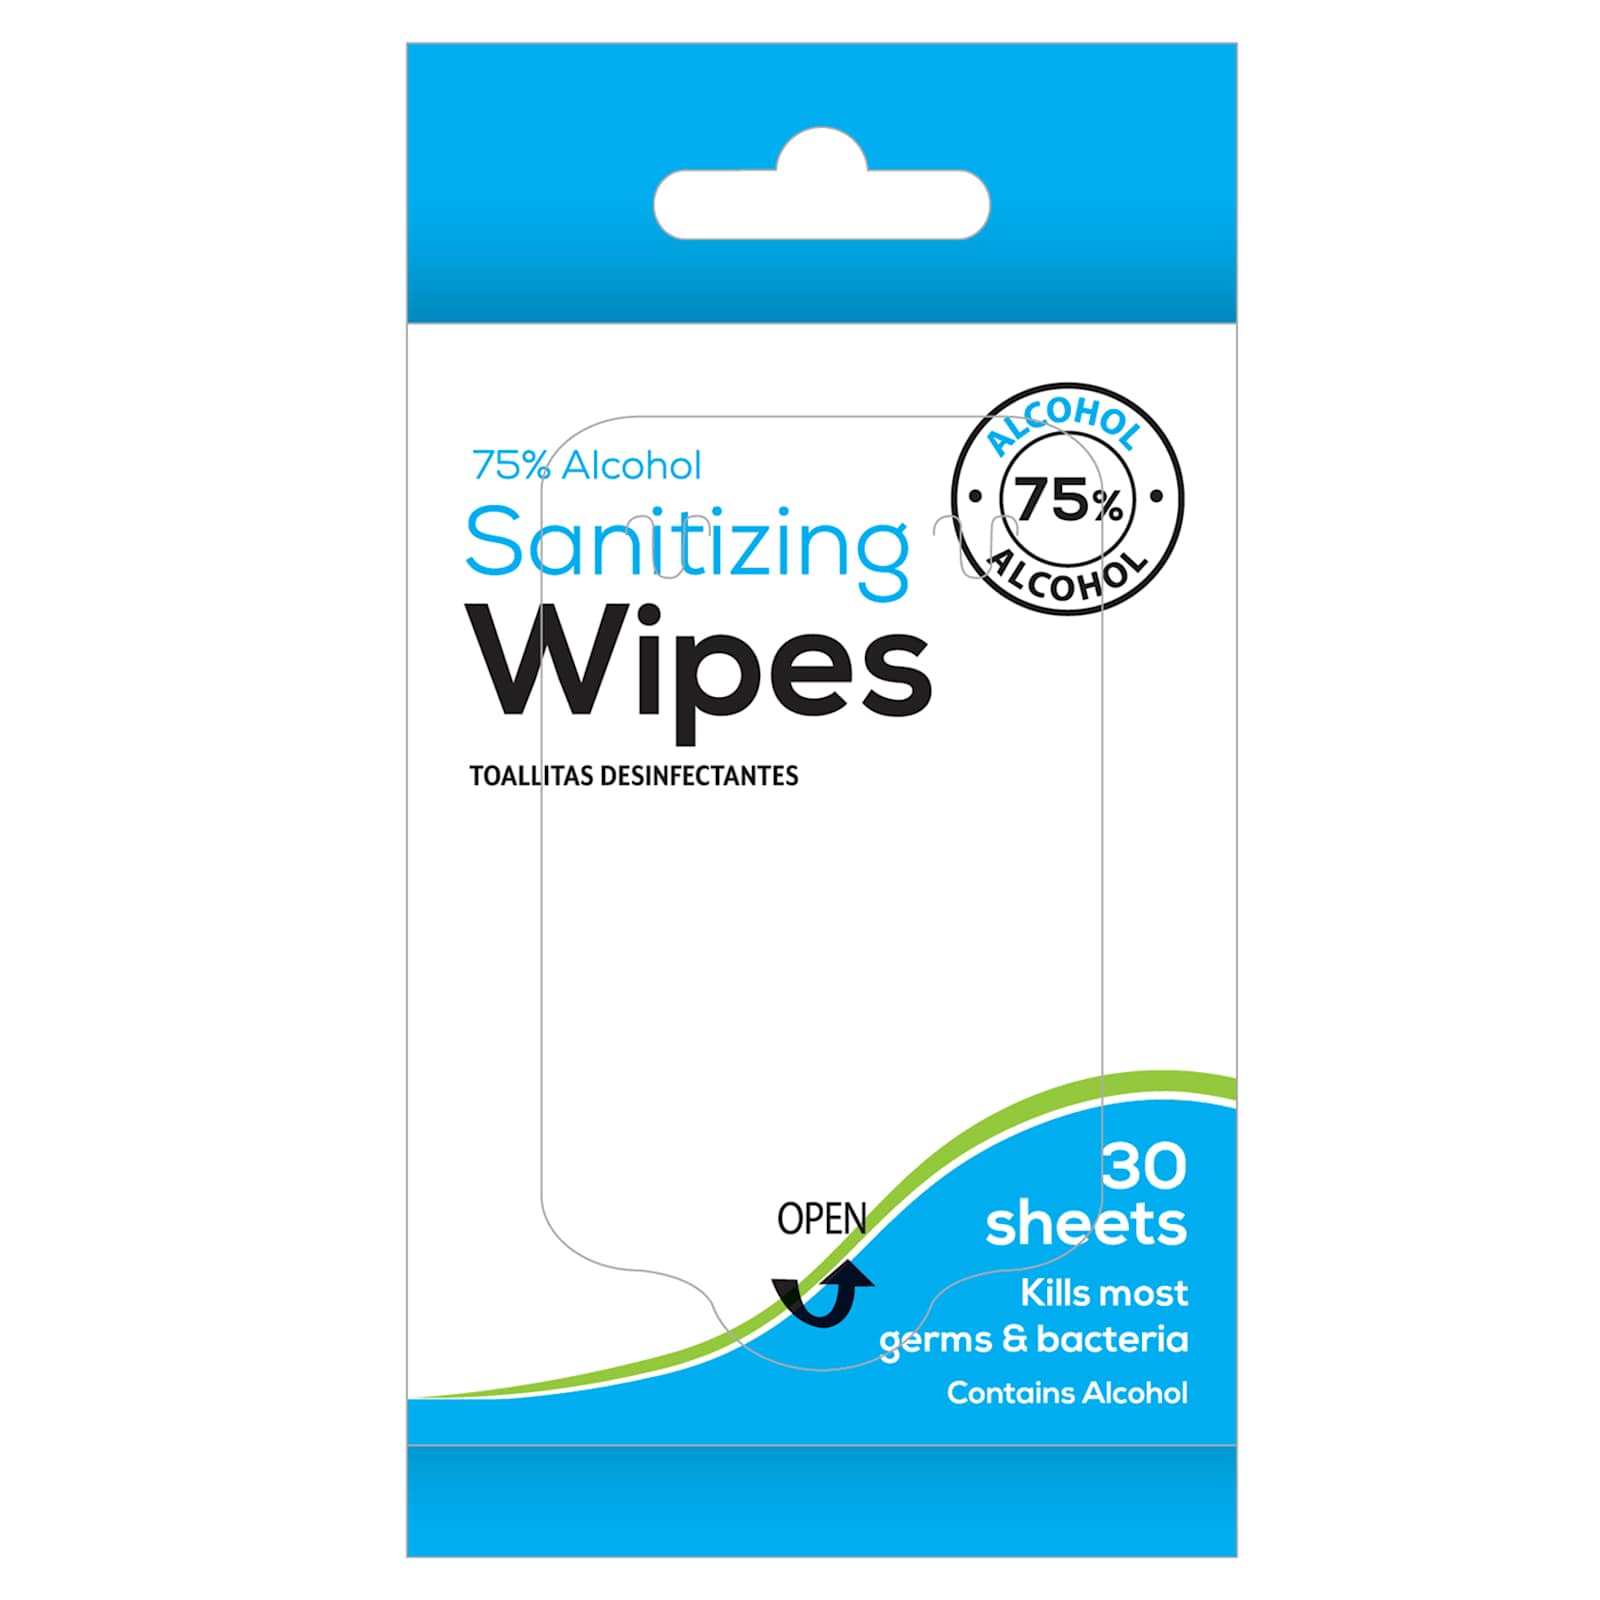 75% Alcohol
Sanitizing
Wipes
TOALLITAS DESINFECTANTES
ALCOHOL
75%
ALCOHOL
OPEN
30
sheets
Kills most
germs & bacteria
Contains Alcohol